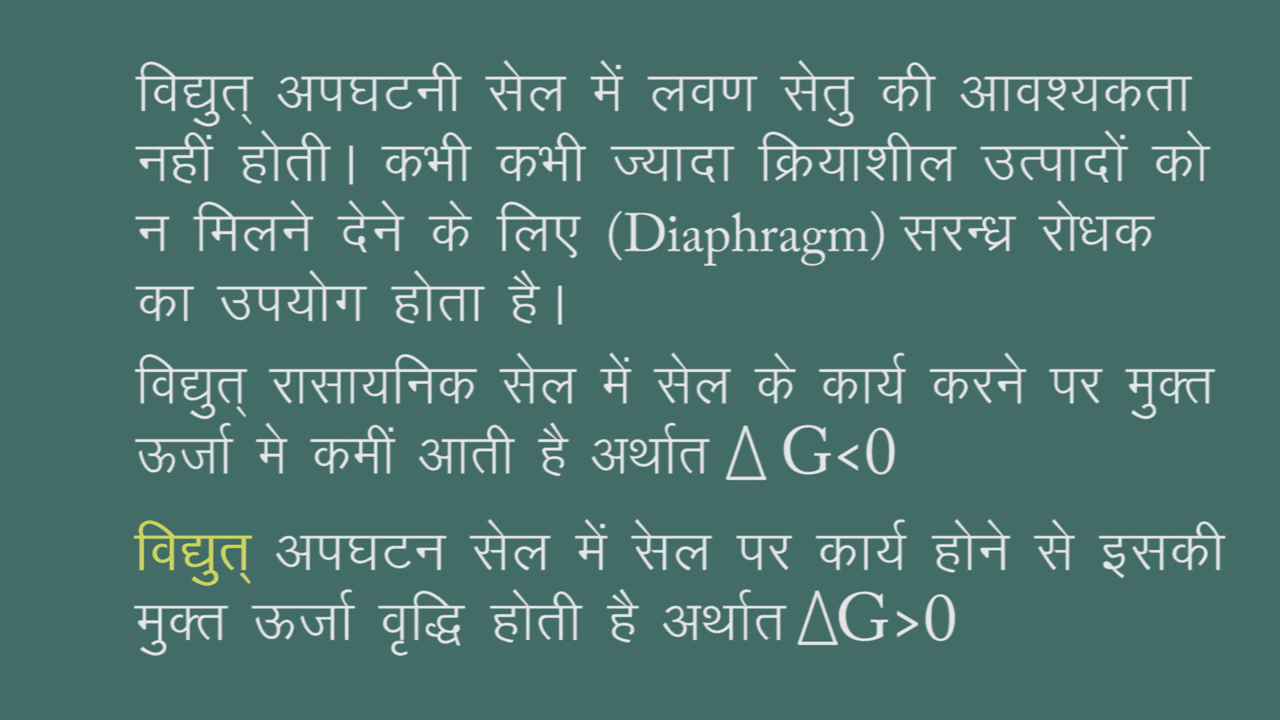 विद्युत् अपघटनी सेल में लवण सेतु की आवश्यकता
नहीं होती। कभी कभी ज्यादा क्रियाशील उत्पादों को
न मिलने देने के लिए (Diaphragm) सरन्ध्र रोधक
का उपयोग होता है।
विद्युत् रासायनिक सेल में सेल के कार्य करने पर मुक्त
ऊर्जा मे कमीं आती है अर्थात Δ G<0
विद्युत् अपघटन सेल में सेल पर कार्य होने से इसकी
मुक्त ऊर्जा वृद्धि होती है अर्थात ΔG>0